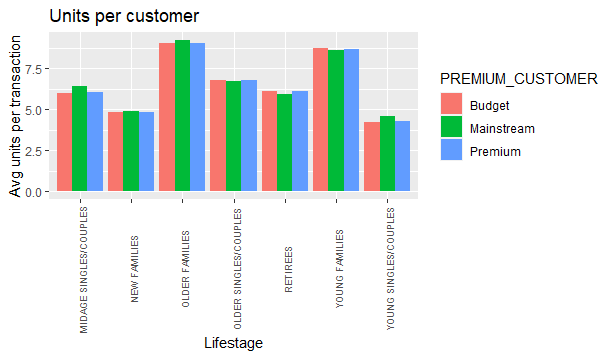 Units per customer
Avg units per transaction
7.5
5.0
2.5
0.0
MIDAGE SINGLES/COUPLES
NEW FAMILIES
OLDER FAMILIES
OLDER SINGLES/COUPLES
RETIREES
YOUNG FAMILIES
YOUNG SINGLES/COUPLES
Lifestage
PREMIUM_CUSTOMER
Budget
Mainstream
Premium